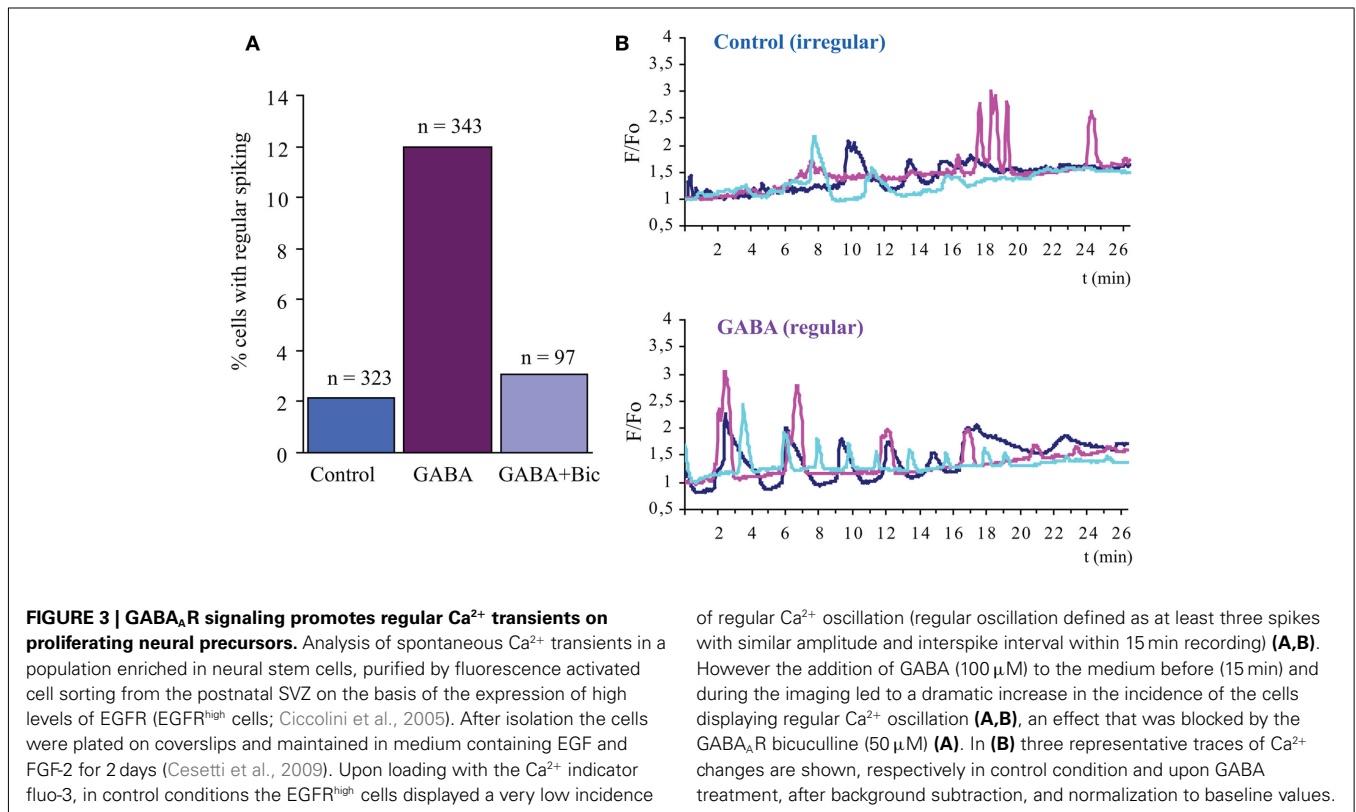 A
14
12
10
8
6
4
2
0
% cells with regular spiking
n = 323
n = 343
n = 97
Control
GABA
GABA+Bic
B
Control (irregular)
4
3,5
3
2,5
2
1,5
1
0,5
F/Fo
2 4 6 8 10 12 14 16 18 20 22 24 26
t (min)
GABA (regular)
4
3,5
3
2,5
2
1,5
1
0,5
F/Fo
2 4 6 8 10 12 14 16 18 20 22 24 26
t (min)
FIGURE 3 | GABA_AR signaling promotes regular Ca²⁺ transients on
proliferating neural precursors. Analysis of spontaneous Ca²⁺ transients in a
population enriched in neural stem cells, purified by fluorescence activated
cell sorting from the postnatal SVZ on the basis of the expression of high
levels of EGFR (EGFR^high cells; Ciccolini et al., 2005). After isolation the cells
were plated on coverslips and maintained in medium containing EGF and
FGF-2 for 2 days (Cesetti et al., 2009). Upon loading with the Ca²⁺ indicator
fluo-3, in control conditions the EGFR^high cells displayed a very low incidence
of regular Ca²⁺ oscillation (regular oscillation defined as at least three spikes
with similar amplitude and interspike interval within 15 min recording) (A,B).
However the addition of GABA (100 μM) to the medium before (15 min) and
during the imaging led to a dramatic increase in the incidence of the cells
displaying regular Ca²⁺ oscillation (A,B), an effect that was blocked by the
GABA_AR bicuculline (50 μM) (A). In (B) three representative traces of Ca²⁺
changes are shown, respectively in control condition and upon GABA
treatment, after background subtraction, and normalization to baseline values.